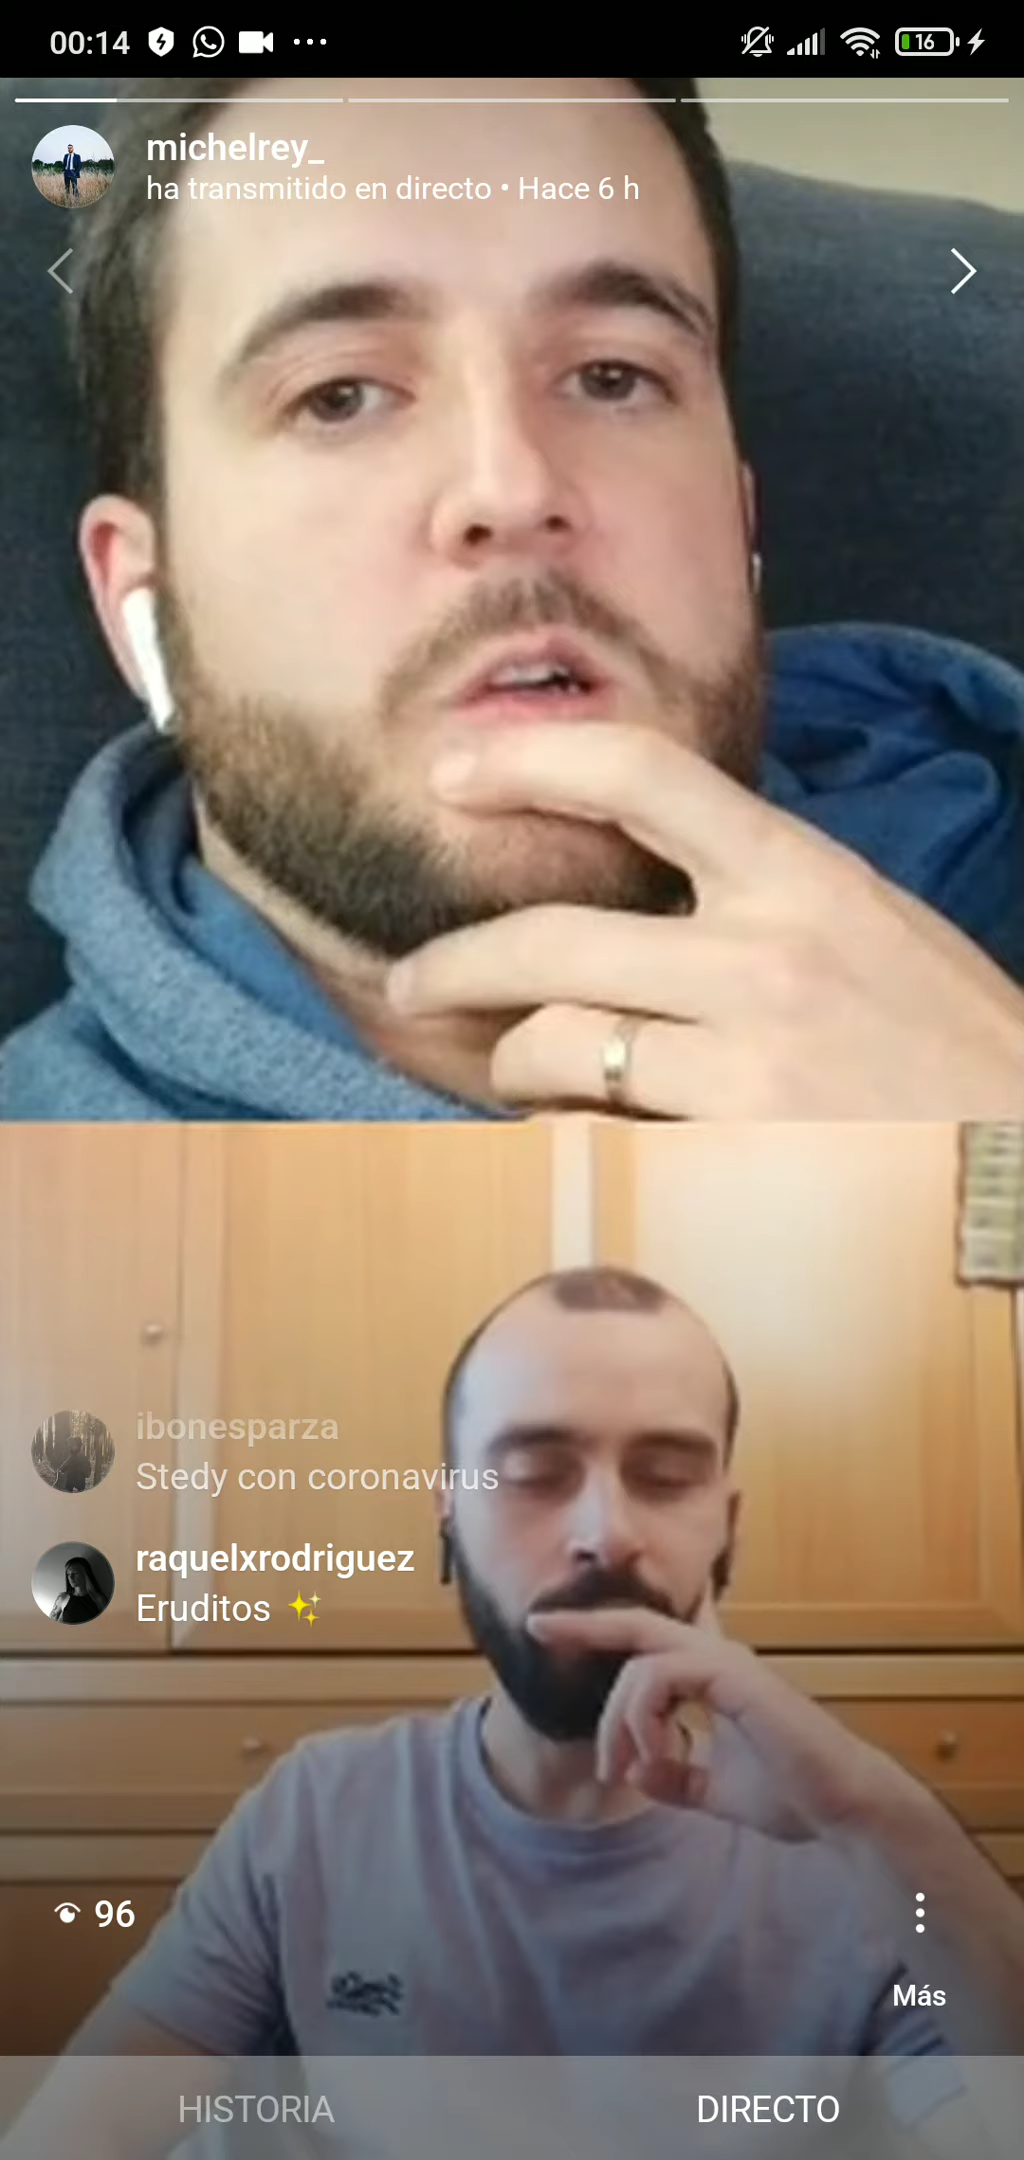 00:14
16
michelrey_
ha transmitido en directo • Hace 6 h
ibonesparza
Stedy con coronavirus
raquelxrodriguez
Eruditos ✨
96
Más
HISTORIA
DIRECTO